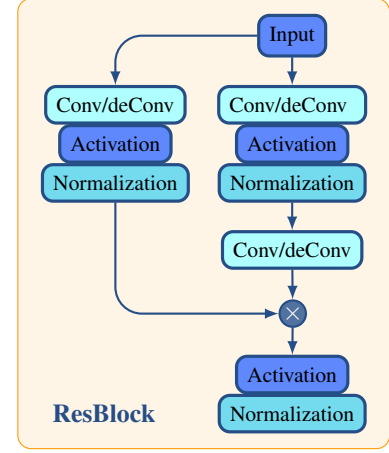 Input
Conv/deConv Conv/deConv
Activation Activation
Normalization Normalization
Conv/deConv
×
Activation
ResBlock Normalization